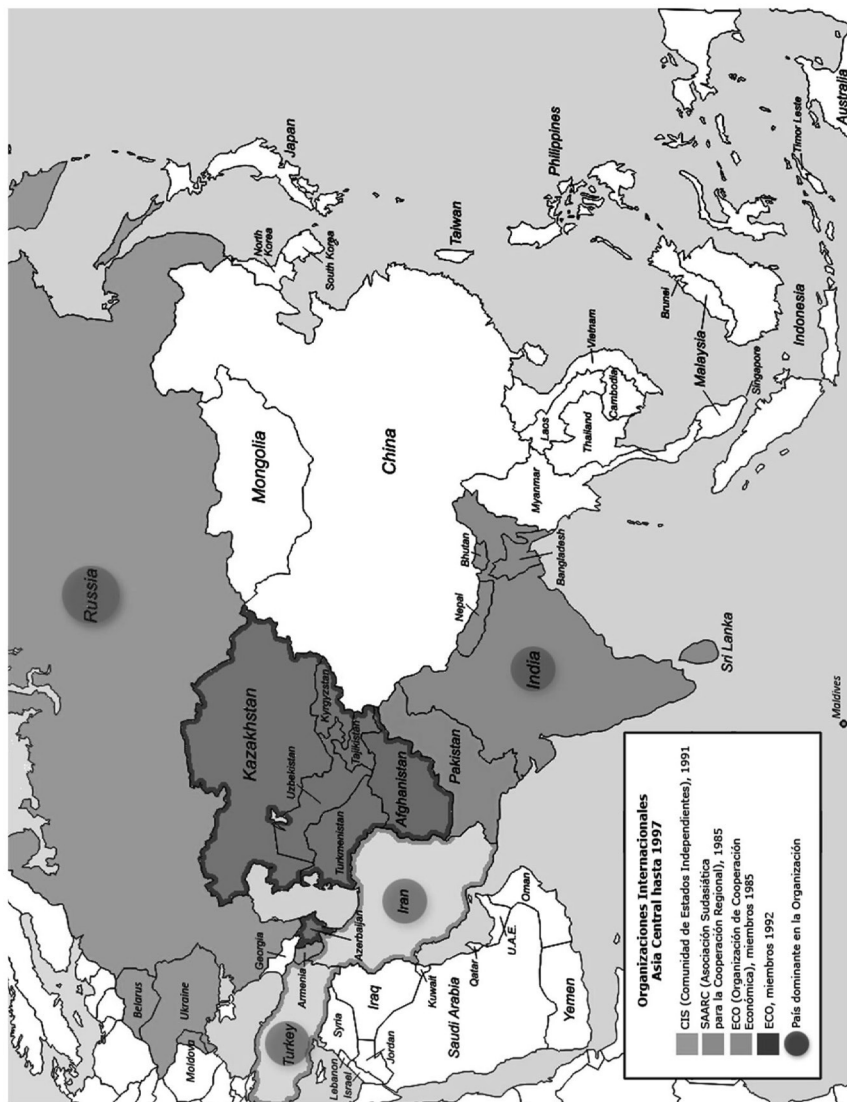 Russia
Japan
North
Korea
South Korea
Mongolia
China
Taiwan
Philippines
Kazakhstan
Kyrgyzstan
Uzbekistan
Tajikistan
Turkmenistan
Afghanistan
Belarus
Ukraine
Moldova
Georgia
Armenia
Azerbaijan
Turkey
Iran
Pakistan
India
Nepal
Bhutan
Bangladesh
Myanmar
Laos
Thailand
Vietnam
Cambodia
Brunei
Malaysia
Singapore
Indonesia
Timor Leste
Australia
Sri Lanka
Maldives
Lebanon
Israel
Syria
Jordan
Iraq
Kuwait
Saudi Arabia
Qatar
U.A.E.
Oman
Yemen
Organizaciones Internacionales
Asia Central hasta 1997
CIS (Comunidad de Estados Independientes), 1991
SAARC (Asociación Sudasiática
para la Cooperación Regional), 1985
ECO (Organización de Cooperación
Económica), miembros 1985
ECO, miembros 1992
País dominante en la Organización